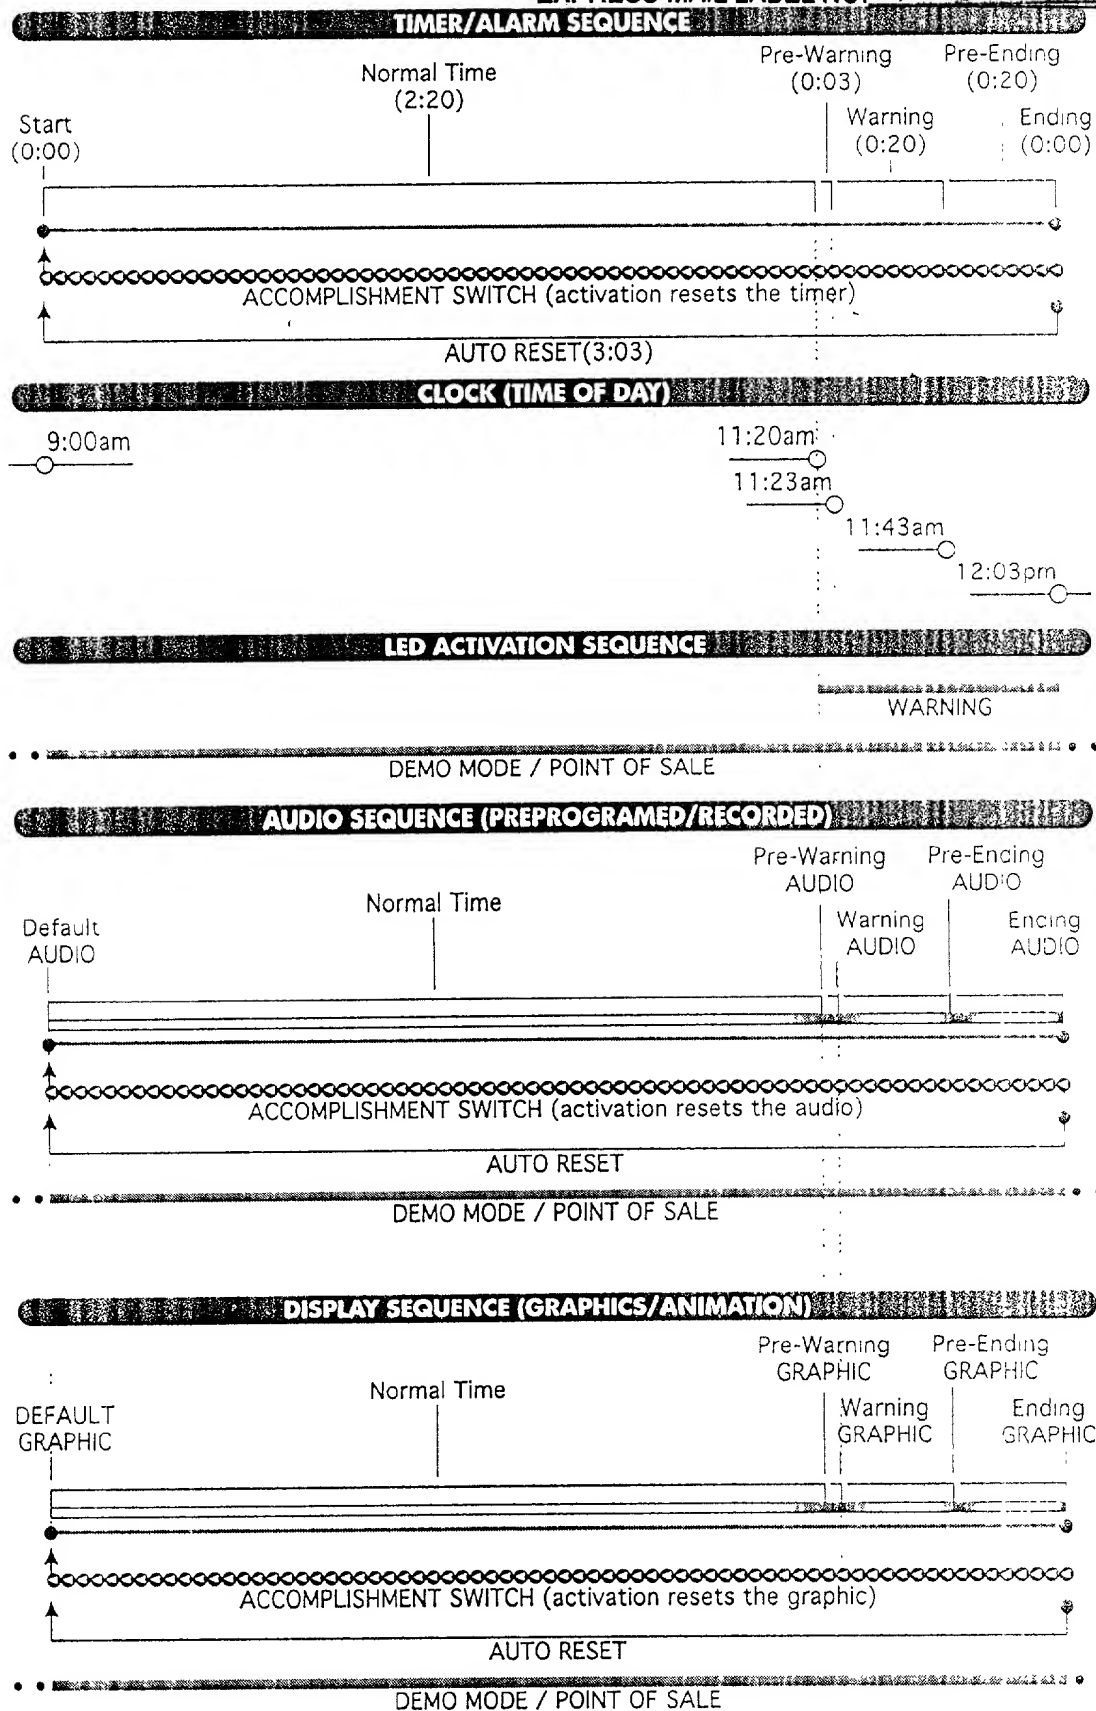 EXPRESS MAIL LABEL NO.
TIMER/ALARM SEQUENCE
Pre-Warning
(0:03)
Pre-Ending
(0:20)
Normal Time
(2:20)
Warning
(0:20)
Ending
(0:00)
Start
(0:00)
ACCOMPLISHMENT SWITCH (activation resets the timer)
AUTO RESET(3:03)
CLOCK (TIME OF DAY)
9:00am
11:20am
11:23am
11:43am
12:03pm
LED ACTIVATION SEQUENCE
WARNING
DEMO MODE / POINT OF SALE
AUDIO SEQUENCE (PREPROGRAMED/RECORDED)
Pre-Warning
AUDIO
Pre-Ending
AUDIO
Normal Time
Warning
AUDIO
Ending
AUDIO
Default
AUDIO
ACCOMPLISHMENT SWITCH (activation resets the audio)
AUTO RESET
DEMO MODE / POINT OF SALE
DISPLAY SEQUENCE (GRAPHICS/ANIMATION)
Pre-Warning
GRAPHIC
Pre-Ending
GRAPHIC
Normal Time
Warning
GRAPHIC
Ending
GRAPHIC
DEFAULT
GRAPHIC
ACCOMPLISHMENT SWITCH (activation resets the graphic)
AUTO RESET
DEMO MODE / POINT OF SALE